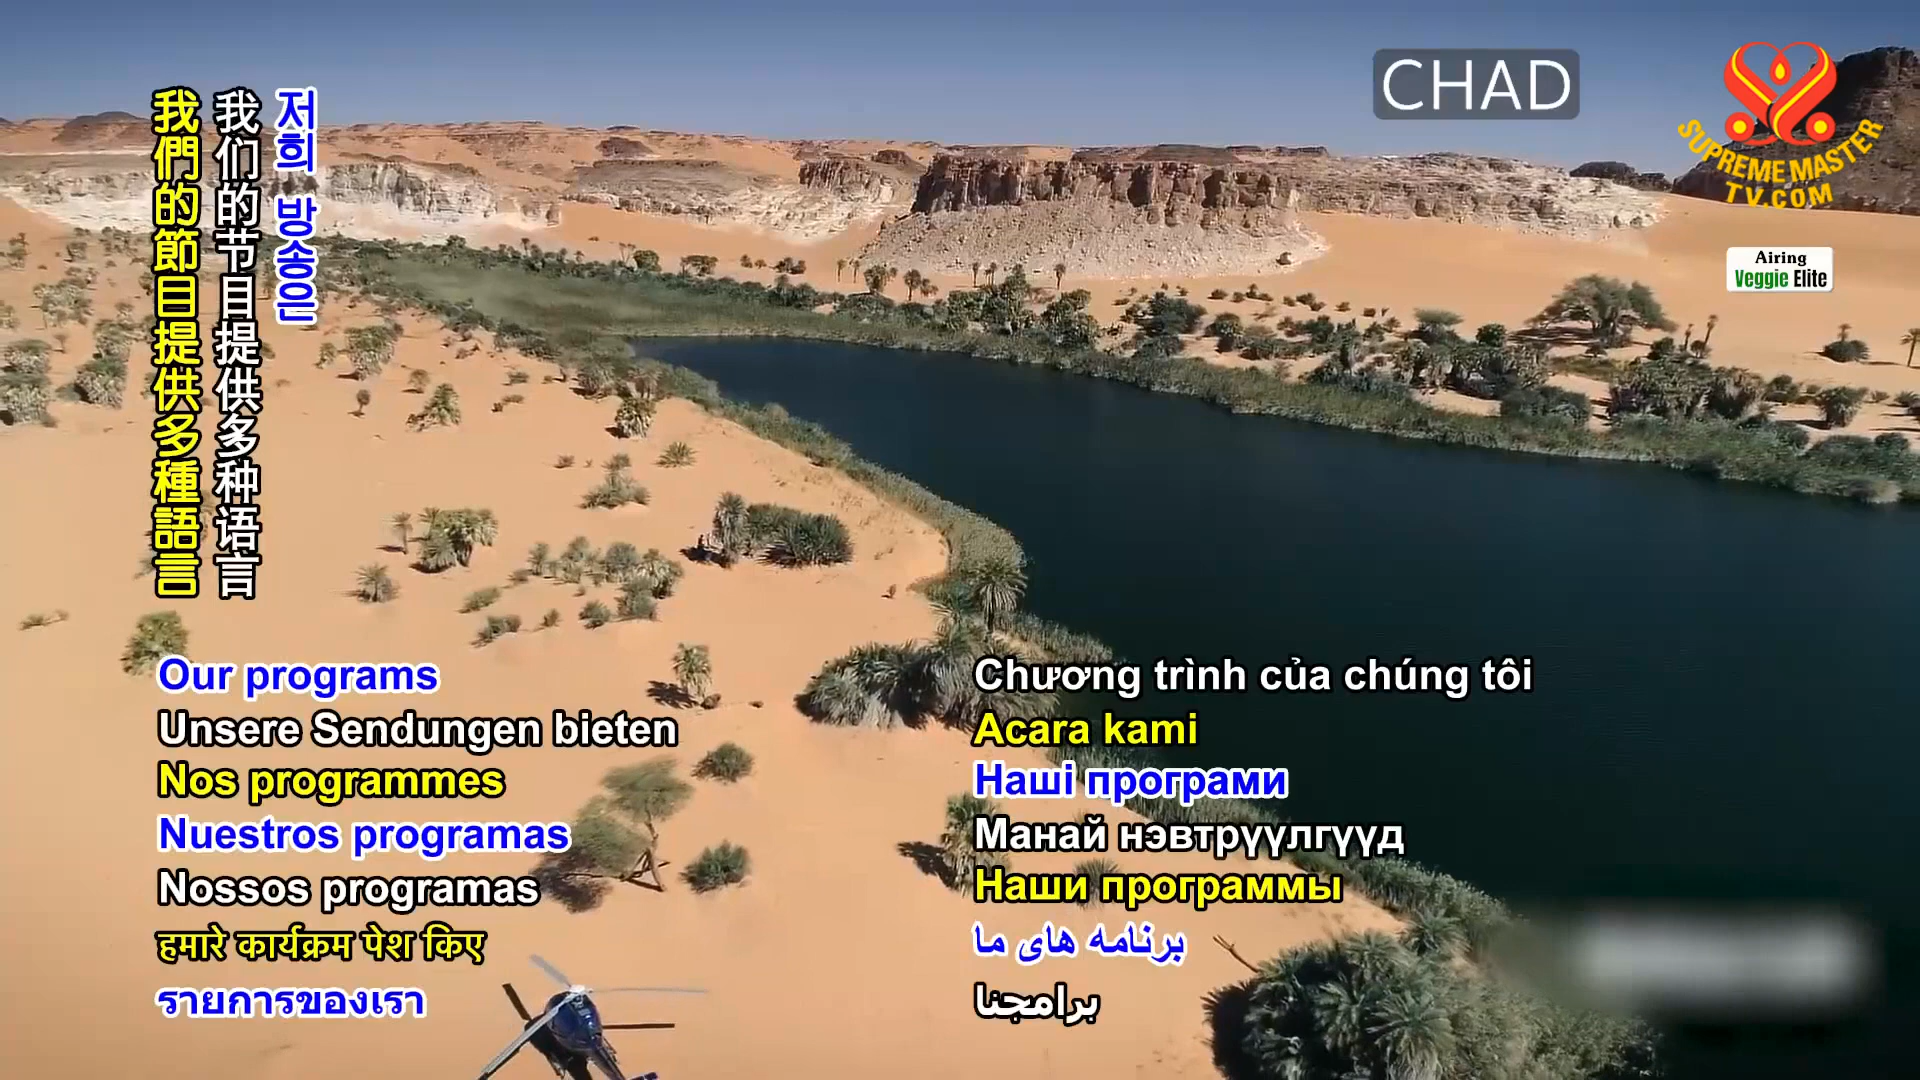 CHAD
SUPREME MASTER
TV.COM
Airing
Veggie Elite
我們的節目提供多種語言
我们的节目提供多种语言
저희 방송은
Our programs
Unsere Sendungen bieten
Nos programmes
Nuestros programas
Nossos programas
हमारे कार्यक्रम पेश किए
รายการของเรา
Chương trình của chúng tôi
Acara kami
Наші програми
Манай нэвтрүүлгүүд
Наши программы
برنامه های ما
برامجنا